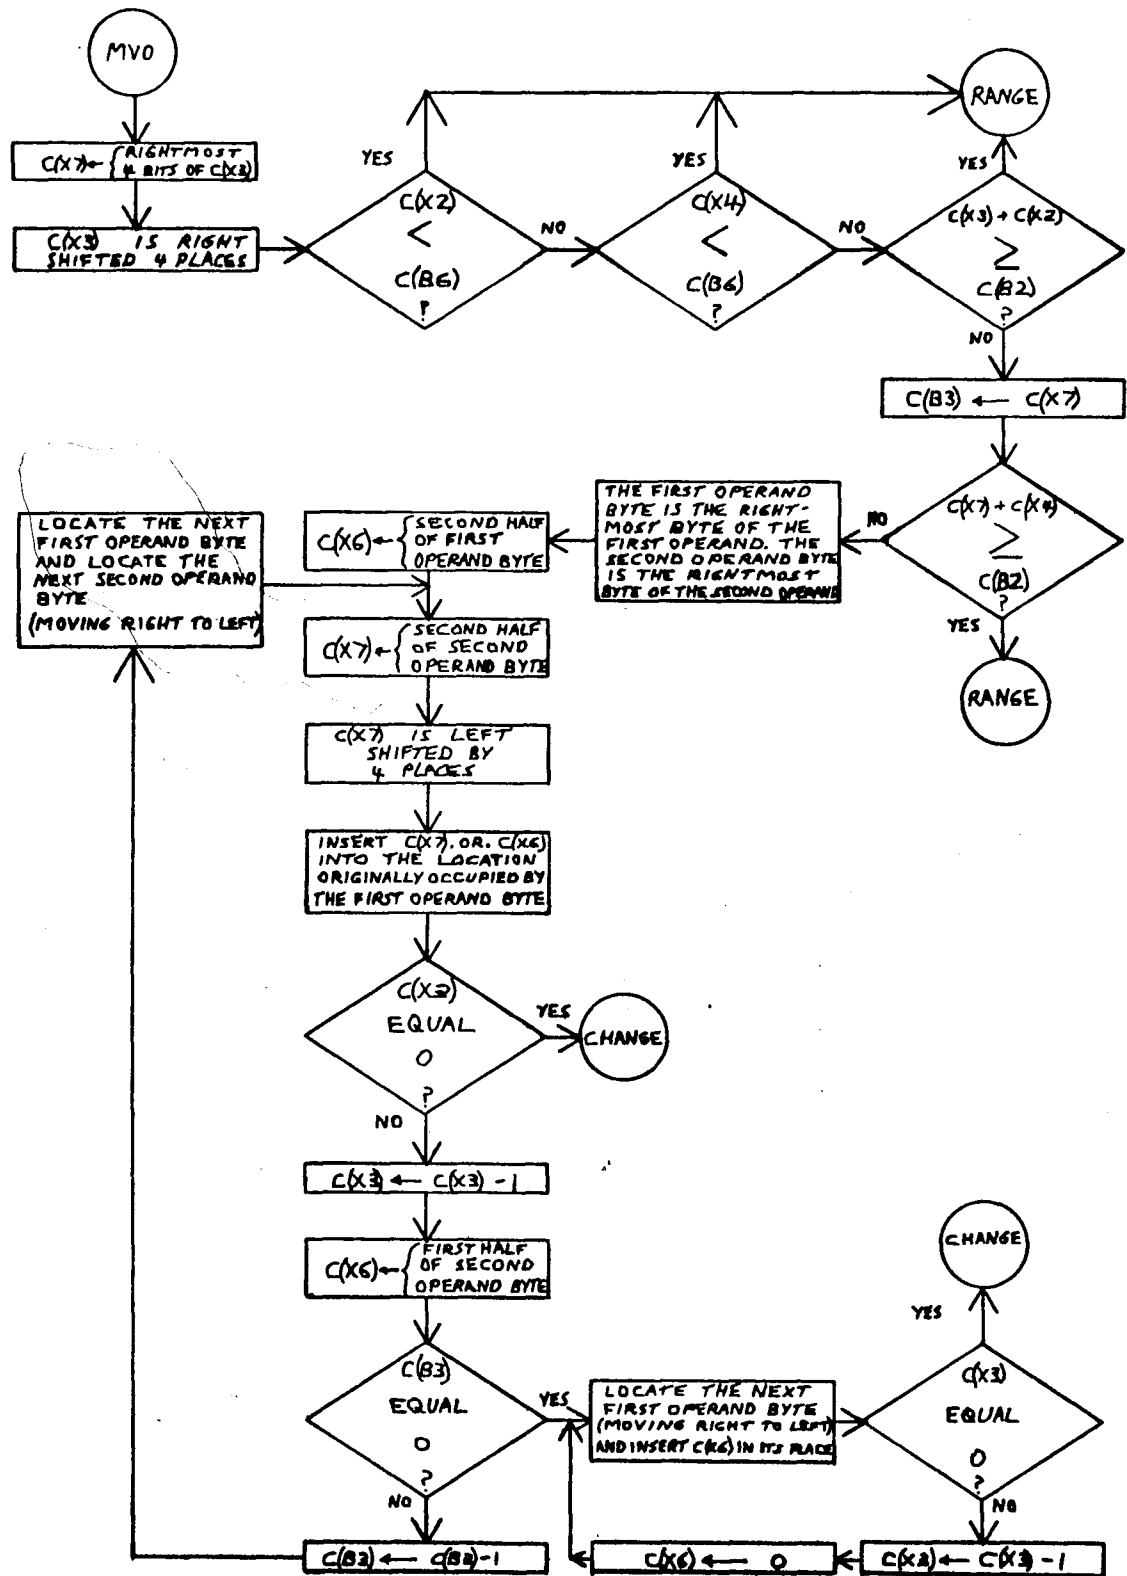 MVO
C(X7)← { RIGHTMOST
4 BITS OF C(X3)
C(X3) IS RIGHT
SHIFTED 4 PLACES
C(X2)
<
C(B6)
?
YES
NO
C(X4)
<
C(B6)
?
YES
NO
RANGE
YES
C(X3) + C(X2)
≥
C(B2)
?
NO
C(B3) ← C(X7)
C(X7) + C(X4)
≥
C(B2)
?
NO
YES
RANGE
THE FIRST OPERAND
BYTE IS THE RIGHT-
MOST BYTE OF THE
FIRST OPERAND. THE
SECOND OPERAND BYTE
IS THE RIGHTMOST
BYTE OF THE SECOND OPERAND
C(X6)← { SECOND HALF
OF FIRST
OPERAND BYTE
LOCATE THE NEXT
FIRST OPERAND BYTE
AND LOCATE THE
NEXT SECOND OPERAND
BYTE
(MOVING RIGHT TO LEFT)
C(X7)← { SECOND HALF
OF SECOND
OPERAND BYTE
C(X7) IS LEFT
SHIFTED BY
4 PLACES
INSERT C(X7).OR.C(X6)
INTO THE LOCATION
ORIGINALLY OCCUPIED BY
THE FIRST OPERAND BYTE
C(X3)
EQUAL
0
?
YES
CHANGE
NO
C(X3) ← C(X3) - 1
C(X6)← { FIRST HALF
OF SECOND
OPERAND BYTE
C(B3)
EQUAL
0
?
YES
NO
LOCATE THE NEXT
FIRST OPERAND BYTE
(MOVING RIGHT TO LEFT)
AND INSERT C(X6) IN ITS PLACE
C(X3)
EQUAL
0
?
YES
CHANGE
NO
C(B3) ← C(B3)-1
C(X6) ← 0
C(X3) ← C(X3)-1